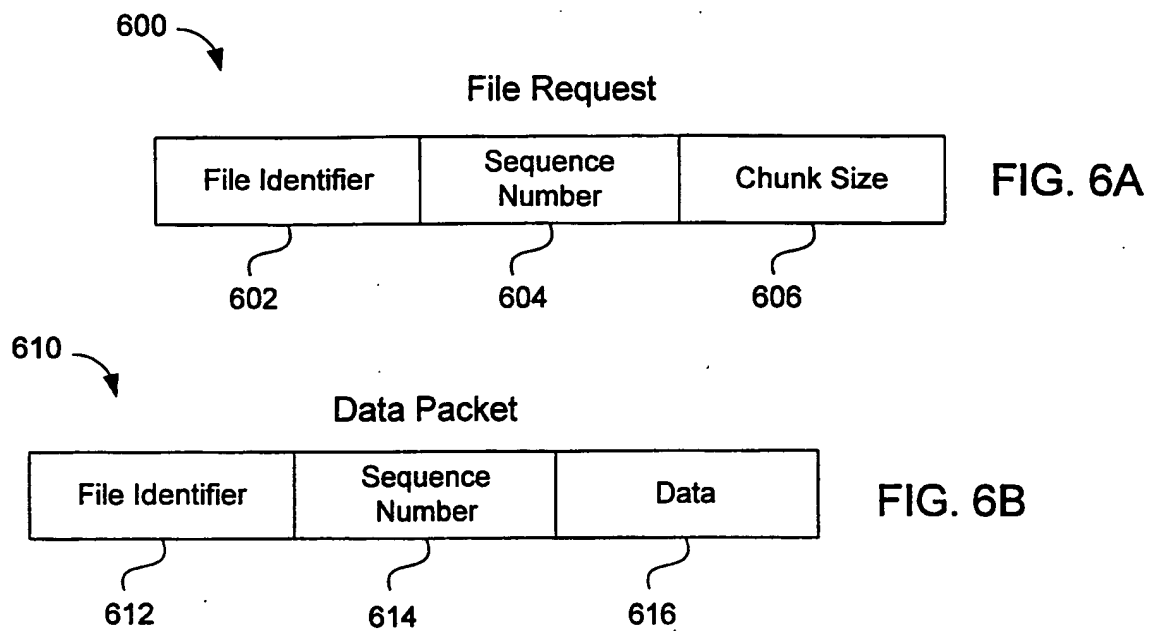 600
File Request
File Identifier
Sequence
Number
Chunk Size
FIG. 6A
602
604
606
610
Data Packet
File Identifier
Sequence
Number
Data
FIG. 6B
612
614
616